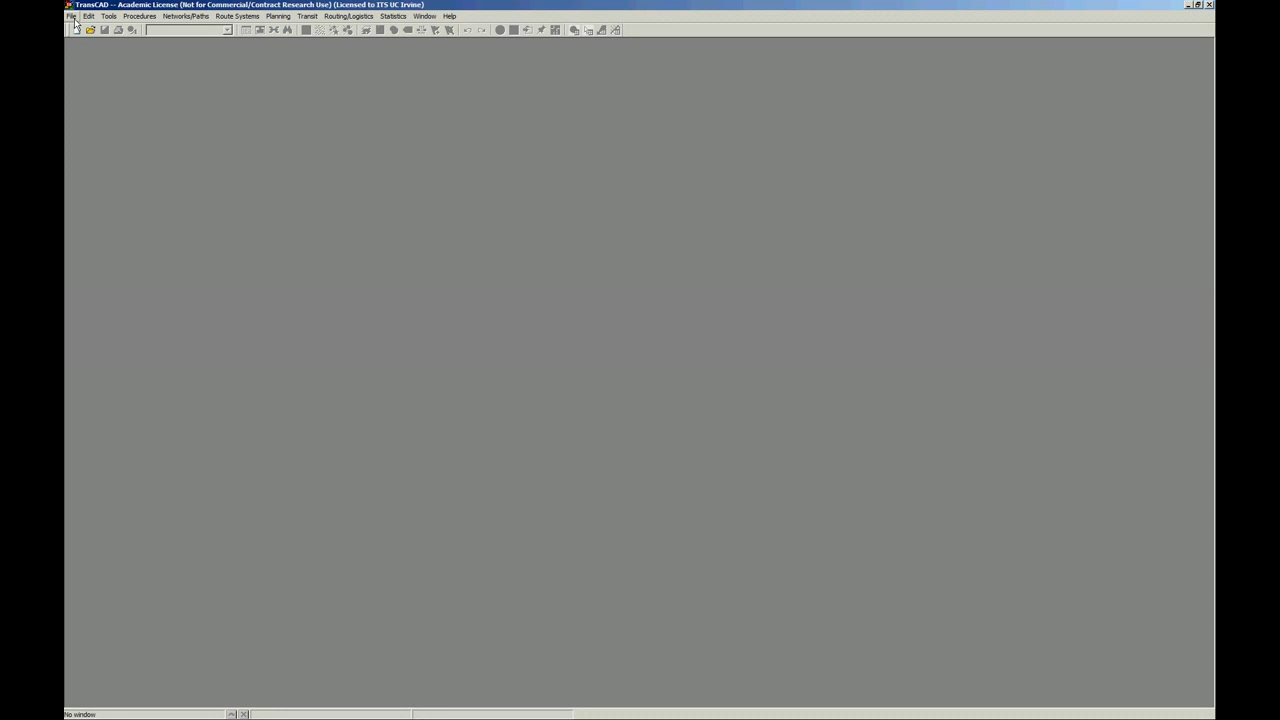 TransCAD -- Academic License (Not for Commercial/Contract Research Use) (Licensed to ITS UC Irvine)
File Edit Tools Procedures Networks/Paths Route Systems Planning Transit Routing/Logistics Statistics Window Help
No window